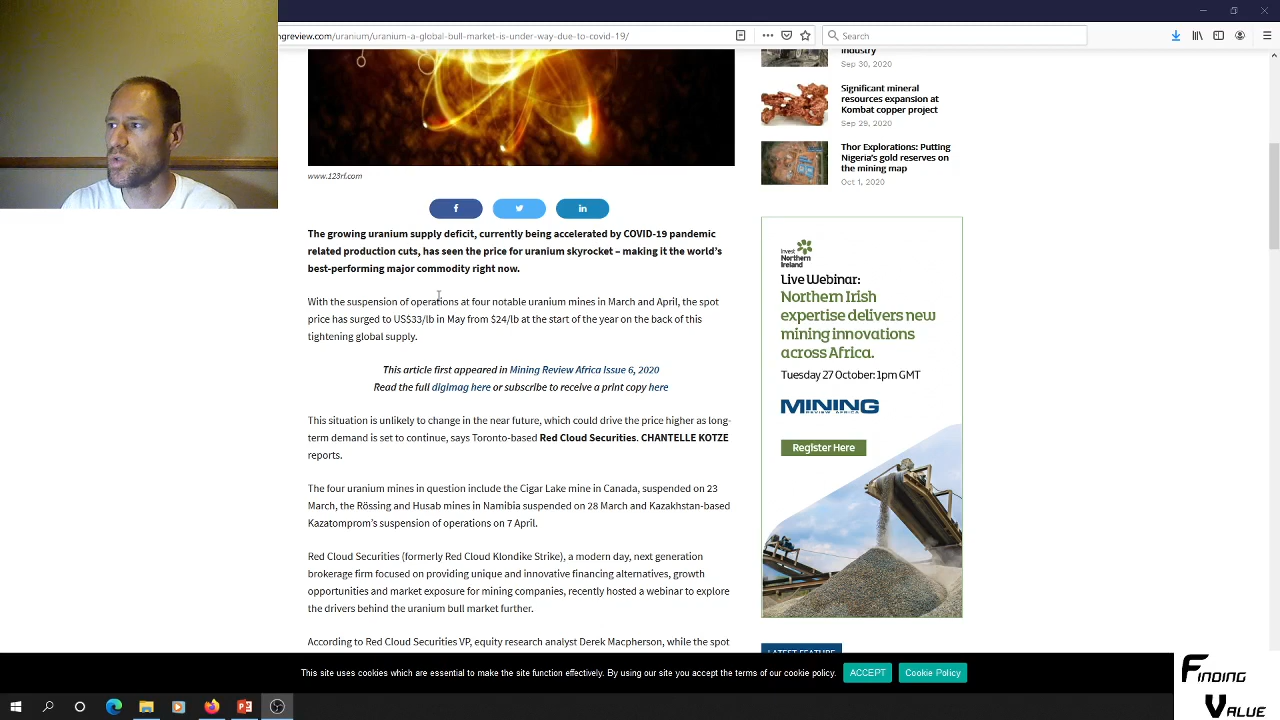 ngreview.com/uranium/uranium-a-global-bull-market-is-under-way-due-to-covid-19/
Search
www.123rf.com
The growing uranium supply deficit, currently being accelerated by COVID-19 pandemic
related production cuts, has seen the price for uranium skyrocket – making it the world's
best-performing major commodity right now.
With the suspension of operations at four notable uranium mines in March and April, the spot
price has surged to US$33/lb in May from $24/lb at the start of the year on the back of this
tightening global supply.
This article first appeared in Mining Review Africa Issue 6, 2020
Read the full digimag here or subscribe to receive a print copy here
This situation is unlikely to change in the near future, which could drive the price higher as long-
term demand is set to continue, says Toronto-based Red Cloud Securities. CHANTELLE KOTZE
reports.
The four uranium mines in question include the Cigar Lake mine in Canada, suspended on 23
March, the Rössing and Husab mines in Namibia suspended on 28 March and Kazakhstan-based
Kazatomprom's suspension of operations on 7 April.
Red Cloud Securities (formerly Red Cloud Klondike Strike), a modern day, next generation
brokerage firm focused on providing unique and innovative financing alternatives, growth
opportunities and market exposure for mining companies, recently hosted a webinar to explore
the drivers behind the uranium bull market further.
According to Red Cloud Securities VP, equity research analyst Derek Macpherson, while the spot
industry
Sep 30, 2020
Significant mineral
resources expansion at
Kombat copper project
Sep 29, 2020
Thor Explorations: Putting
Nigeria's gold reserves on
the mining map
Oct 1, 2020
Invest
Northern
Ireland
Live Webinar:
Northern Irish
expertise delivers new
mining innovations
across Africa.
Tuesday 27 October: 1pm GMT
MINING
REVIEW AFRICA
Register Here
LATEST FEATURE
This site uses cookies which are essential to make the site function effectively. By using our site you accept the terms of our cookie policy.
ACCEPT
Cookie Policy
FINDING
VALUE